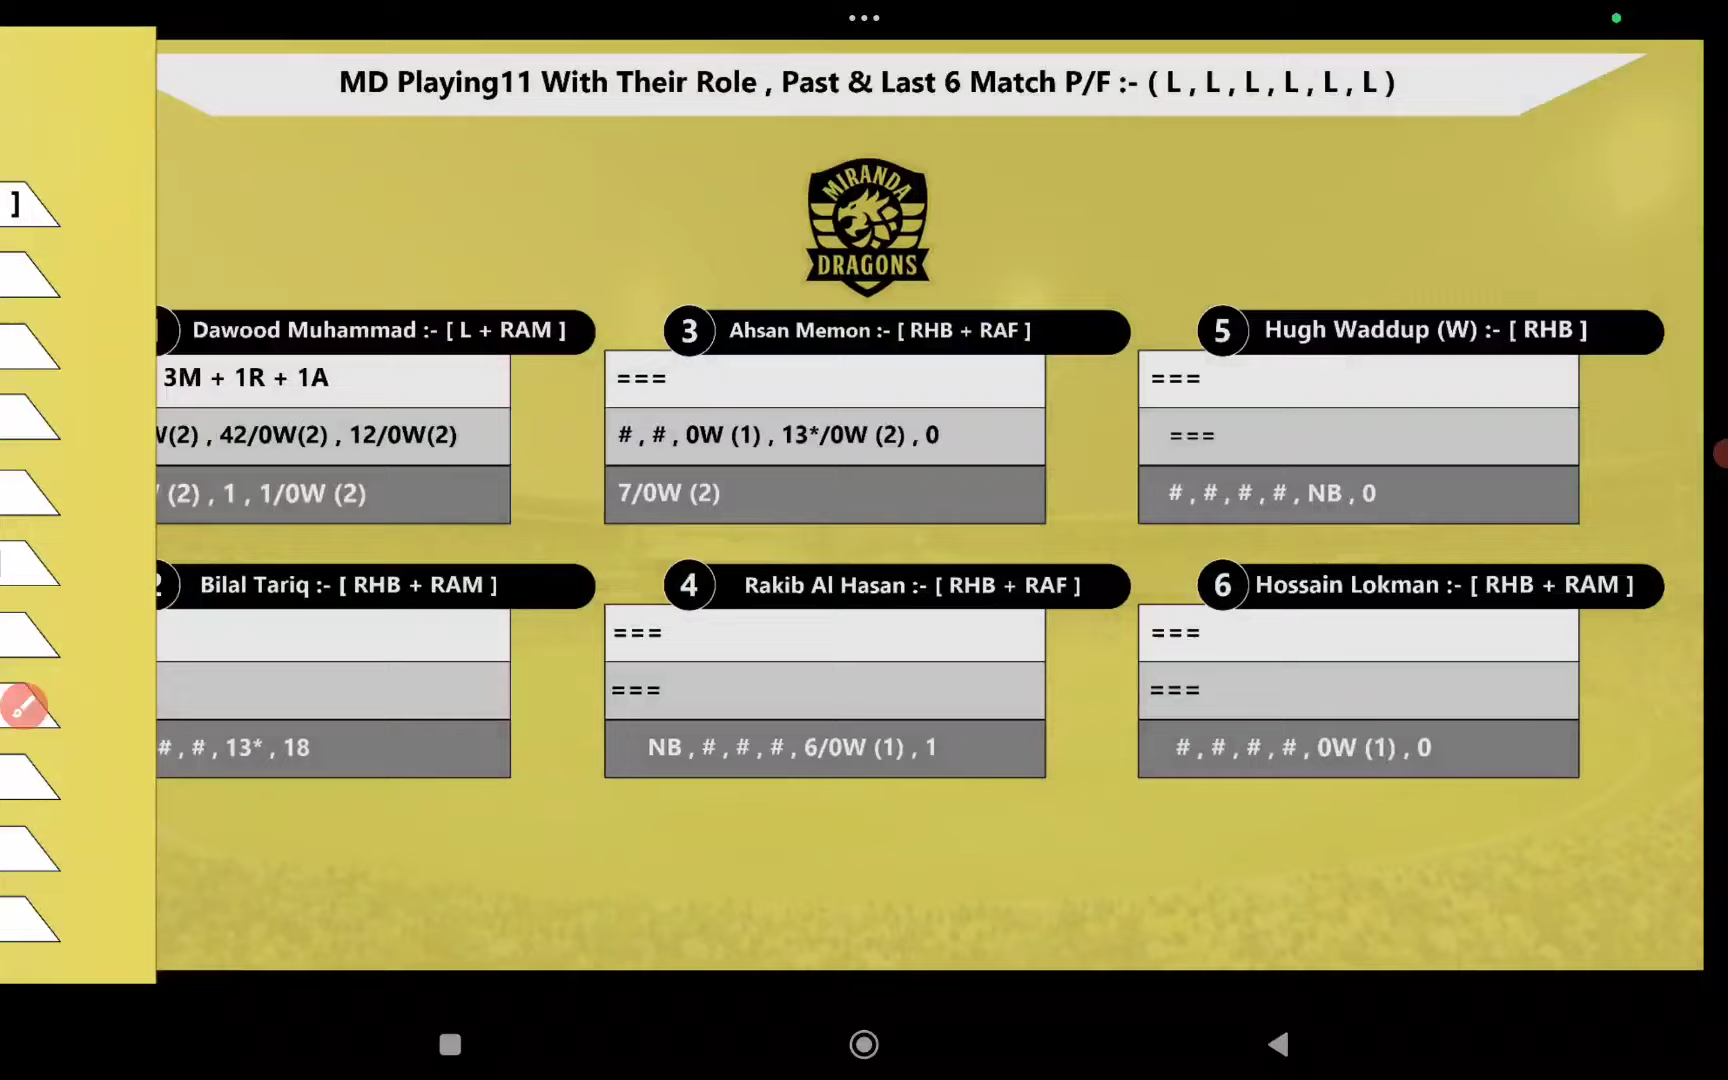 MD Playing11 With Their Role , Past & Last 6 Match P/F :- ( L , L , L , L , L , L )
]
MIRANDA
DRAGONS
Dawood Muhammad :- [ L + RAM ]
3M + 1R + 1A
(2) , 42/0W(2) , 12/0W(2)
(2) , 1 , 1/0W (2)
3 Ahsan Memon :- [ RHB + RAF ]
===
# , # , 0W (1) , 13*/0W (2) , 0
7/0W (2)
5 Hugh Waddup (W) :- [ RHB ]
===
===
# , # , # , # , NB , 0
2 Bilal Tariq :- [ RHB + RAM ]
# , # , 13* , 18
4 Rakib Al Hasan :- [ RHB + RAF ]
===
===
NB , # , # , # , 6/0W (1) , 1
6 Hossain Lokman :- [ RHB + RAM ]
===
===
# , # , # , # , 0W (1) , 0